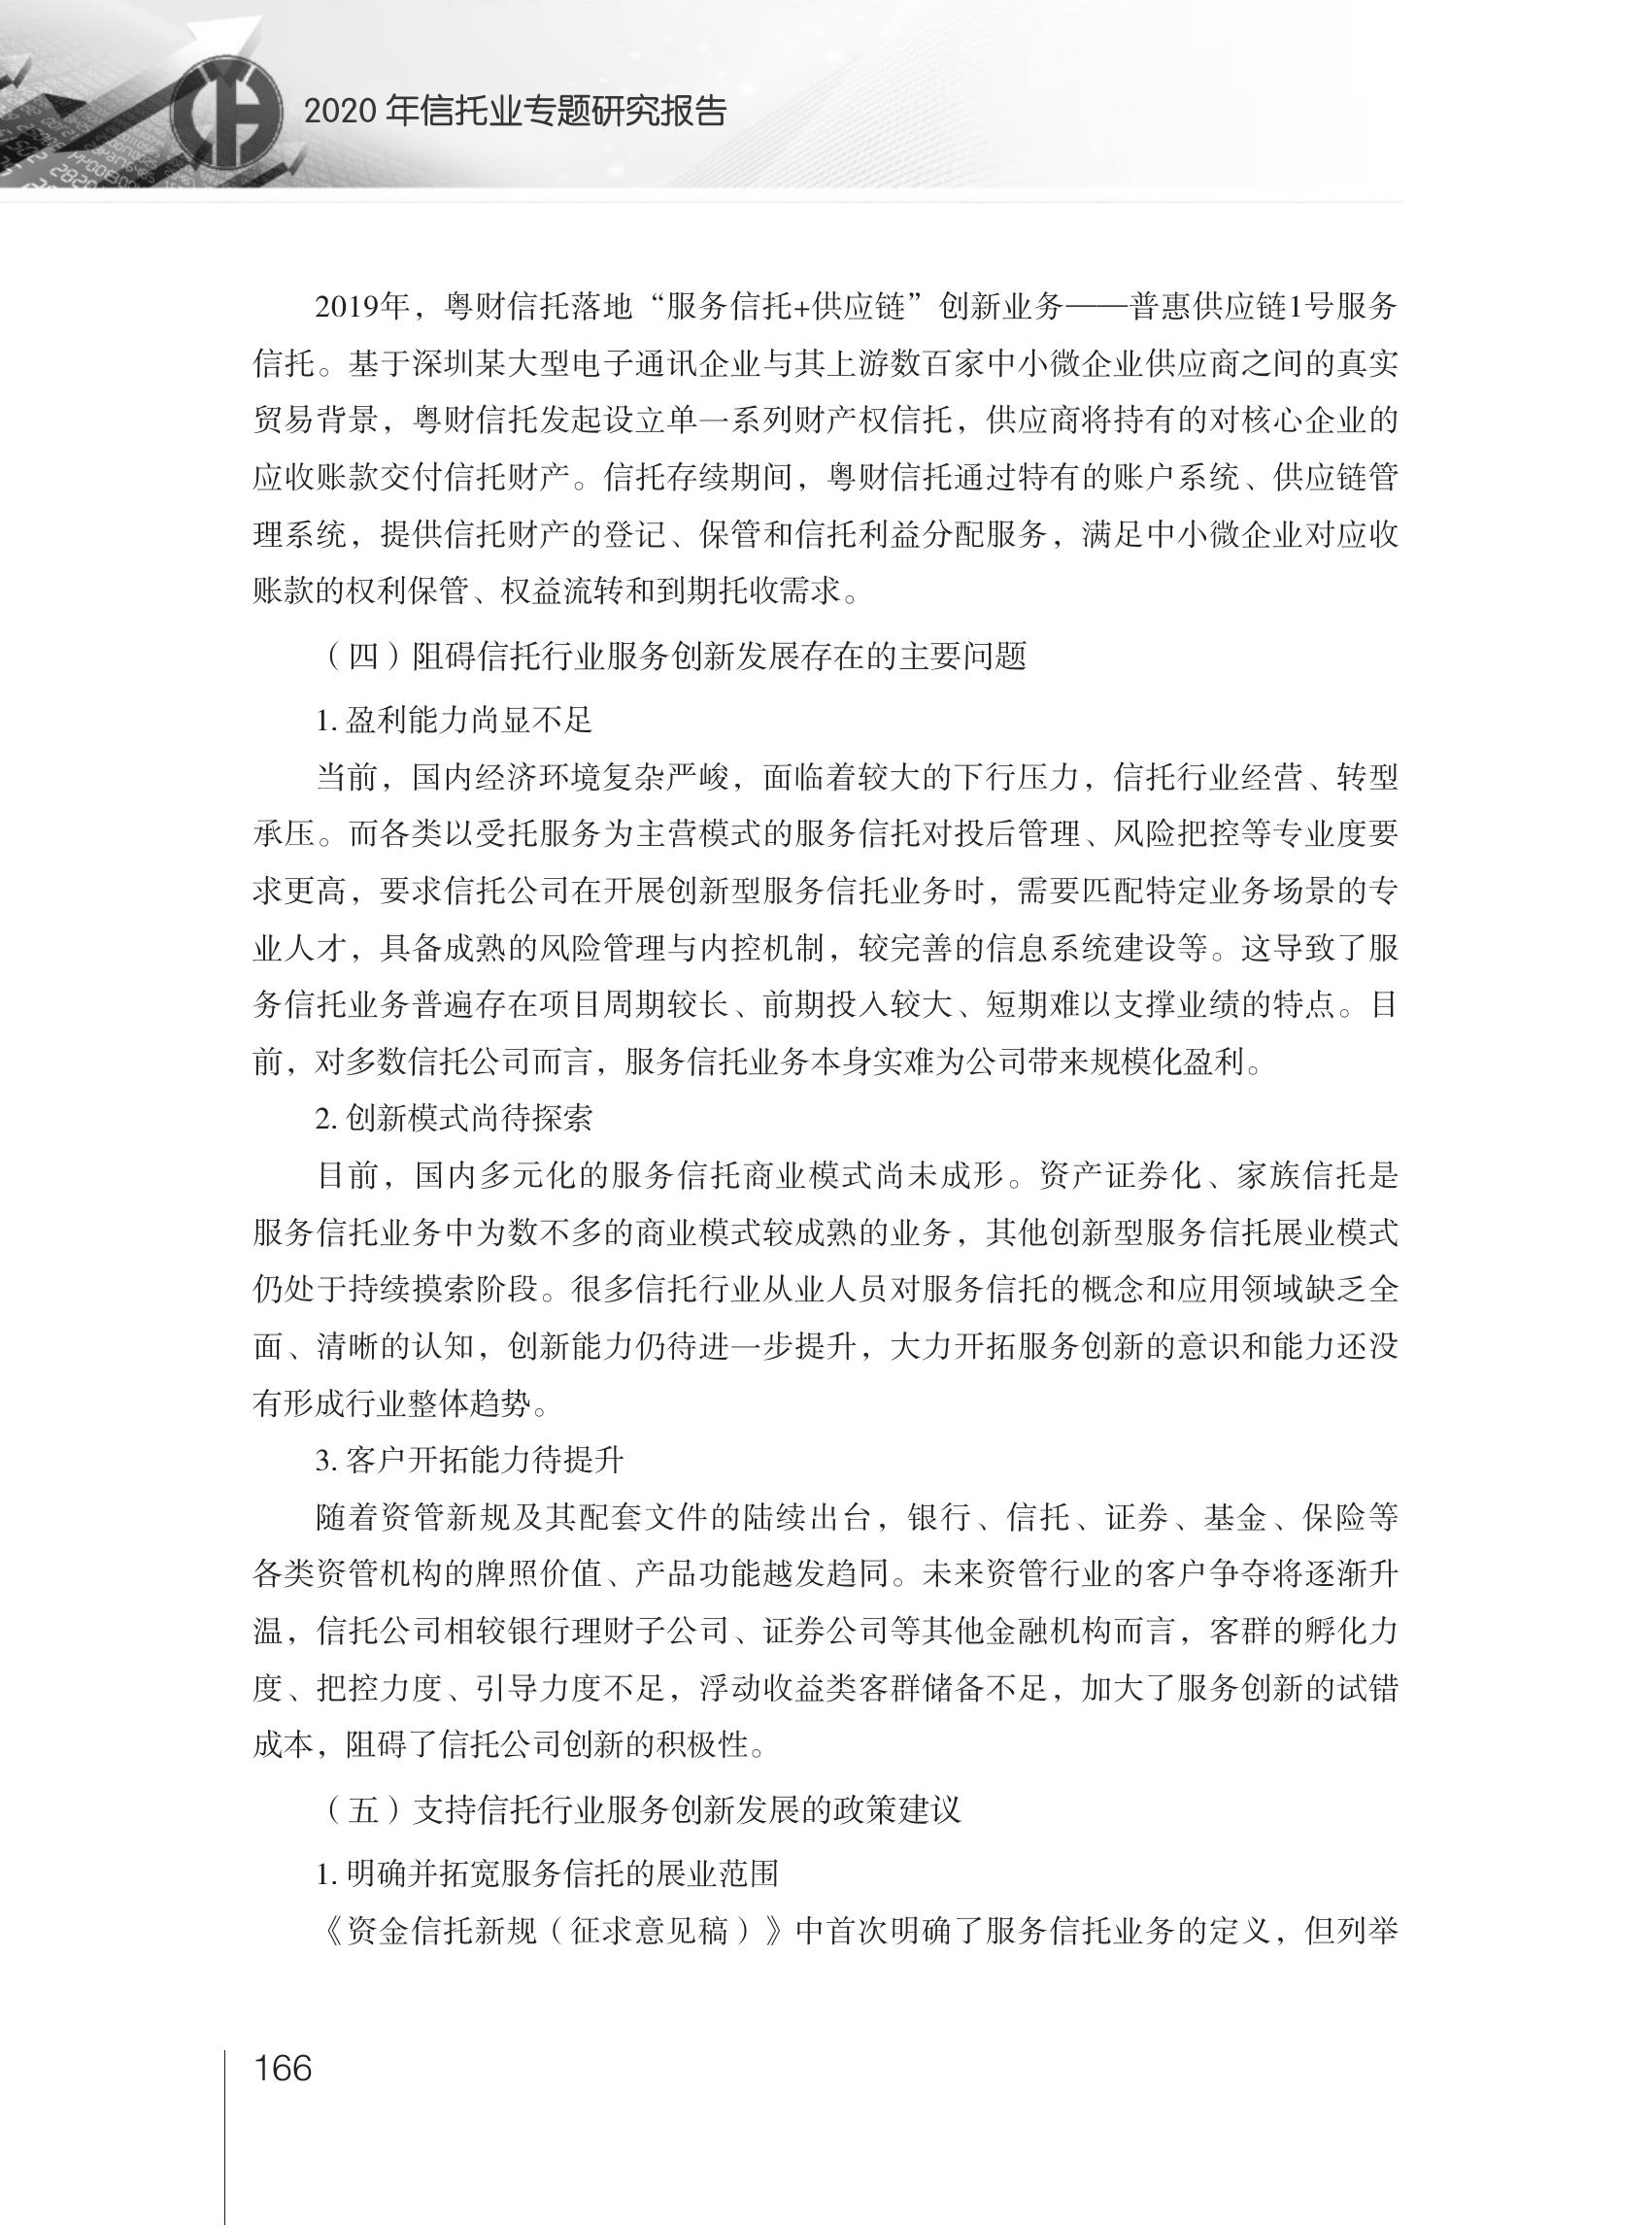 2020 年信托业专题研究报告
2019年，粤财信托落地“服务信托+供应链”创新业务——普惠供应链1号服务
信托。基于深圳某大型电子通讯企业与其上游数百家中小微企业供应商之间的真实
贸易背景，粤财信托发起设立单一系列财产权信托，供应商将持有的对核心企业的
应收账款交付信托财产。信托存续期间，粤财信托通过特有的账户系统、供应链管
理系统，提供信托财产的登记、保管和信托利益分配服务，满足中小微企业对应收
账款的权利保管、权益流转和到期托收需求。
（四）阻碍信托行业服务创新发展存在的主要问题
1. 盈利能力尚显不足
当前，国内经济环境复杂严峻，面临着较大的下行压力，信托行业经营、转型
承压。而各类以受托服务为主营模式的服务信托对投后管理、风险把控等专业度要
求更高，要求信托公司在开展创新型服务信托业务时，需要匹配特定业务场景的专
业人才，具备成熟的风险管理与内控机制，较完善的信息系统建设等。这导致了服
务信托业务普遍存在项目周期较长、前期投入较大、短期难以支撑业绩的特点。目
前，对多数信托公司而言，服务信托业务本身实难为公司带来规模化盈利。
2. 创新模式尚待探索
目前，国内多元化的服务信托商业模式尚未成形。资产证券化、家族信托是
服务信托业务中为数不多的商业模式较成熟的业务，其他创新型服务信托展业模式
仍处于持续摸索阶段。很多信托行业从业人员对服务信托的概念和应用领域缺乏全
面、清晰的认知，创新能力仍待进一步提升，大力开拓服务创新的意识和能力还没
有形成行业整体趋势。
3. 客户开拓能力待提升
随着资管新规及其配套文件的陆续出台，银行、信托、证券、基金、保险等
各类资管机构的牌照价值、产品功能越发趋同。未来资管行业的客户争夺将逐渐升
温，信托公司相较银行理财子公司、证券公司等其他金融机构而言，客群的孵化力
度、把控力度、引导力度不足，浮动收益类客群储备不足，加大了服务创新的试错
成本，阻碍了信托公司创新的积极性。
（五）支持信托行业服务创新发展的政策建议
1. 明确并拓宽服务信托的展业范围
《资金信托新规（征求意见稿）》中首次明确了服务信托业务的定义，但列举
166